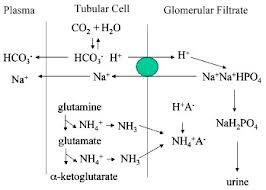 Plasma Tubular Cell Glomerular Filtrate
CO₂ + H₂O
HCO₃⁻ HCO₃⁻ H⁺ H⁺
Na⁺ Na⁺ Na⁺Na⁺HPO₄
glutamine H⁺A⁻
NH₄⁺ NH₃ NaH₂PO₄
glutamate NH₄⁺A⁻
NH₄⁺ NH₃
α-ketoglutarate urine